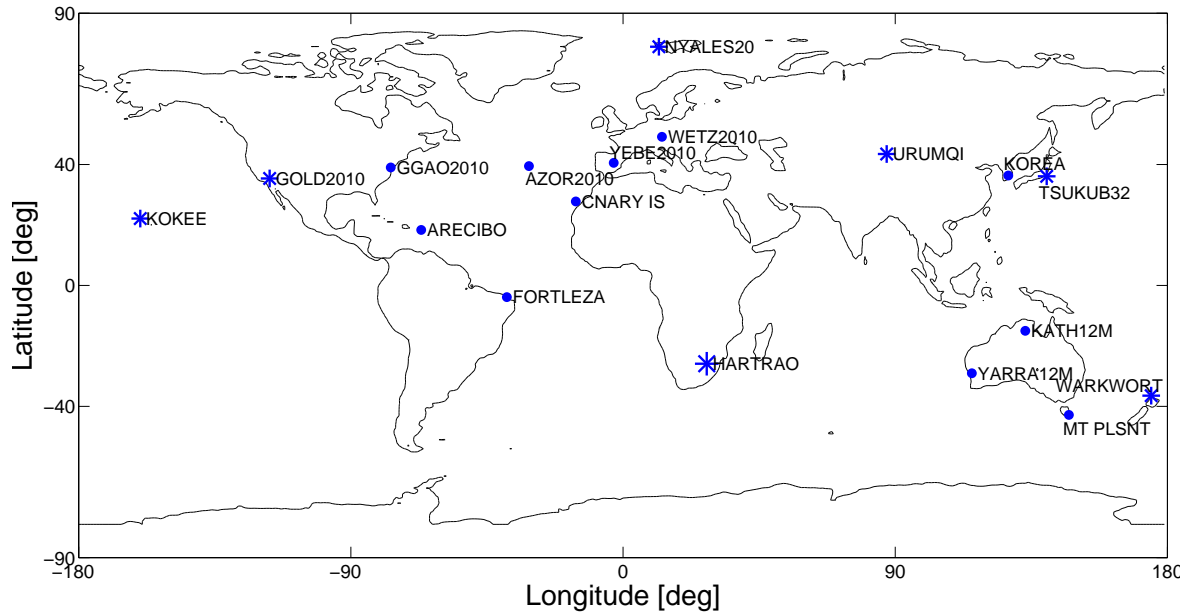 90
NYALES20
WETZ2010
YEBE2010
URUMQI
40
GGAO2010
KOREA
GOLD2010
AZOR2010
TSUKUB32
CNARY IS
KOKEE
ARECIBO
Latitude [deg]
0
FORTLEZA
KATH12M
HARTRAO
YARRA12M
WARKWORT
−40
MT PLSNT
−90
−180
−90
0
90
180
Longitude [deg]